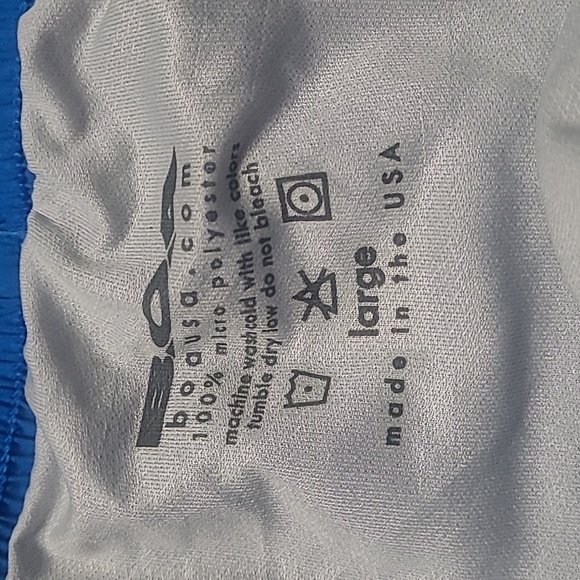 B.O.A
boausa.com
100% micro polyester
machine wash cold with like colors
tumble dry low do not bleach
large
made in the USA